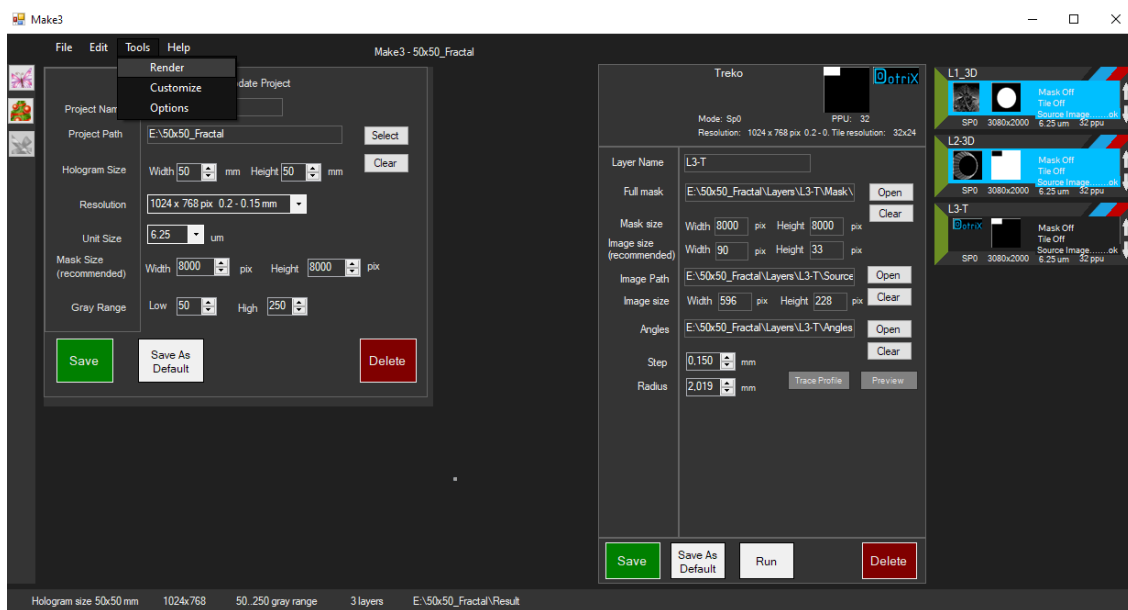 Make3
File Edit Tools Help
Make3 - 50x50_Fractal
Render
Customize
Options
date Project
Project Nam
Project Path E:\50x50_Fractal Select
Clear
Hologram Size Width 50 mm Height 50 mm
Resolution 1024 x 768 pix 0.2 - 0.15 mm
Unit Size 6.25 um
Mask Size
(recommended) Width 8000 pix Height 8000 pix
Gray Range Low 50 High 250
Save
Save As
Default
Delete
Treko
DotriX
Mode: Sp0 PPU: 32
Resolution: 1024 x 768 pix 0.2 - 0. Tile resolution: 32x24
Layer Name L3-T
Full mask E:\50x50_Fractal\Layers\L3-T\Mask\ Open
Clear
Mask size Width 8000 pix Height 8000 pix
Image size
(recommended) Width 90 pix Height 33 pix
Image Path E:\50x50_Fractal\Layers\L3-T\Source Open
Image size Width 596 pix Height 228 pix Clear
Angles E:\50x50_Fractal\Layers\L3-T\Angles Open
Clear
Step 0,150 mm
Radius 2,019 mm Trace Profile Preview
Save
Save As
Default
Run
Delete
L1_3D
Mask Off
Tile Off
Source Image......ok
SP0 3080x2000 6.25 um 32 ppu
L2-3D
Mask Off
Tile Off
Source Image......ok
SP0 3080x2000 6.25 um 32 ppu
L3-T
DotriX
Mask Off
Tile Off
Source Image......ok
SP0 3080x2000 6.25 um 32 ppu
Hologram size 50x50 mm 1024x768 50..250 gray range 3 layers E:\50x50_Fractal\Result